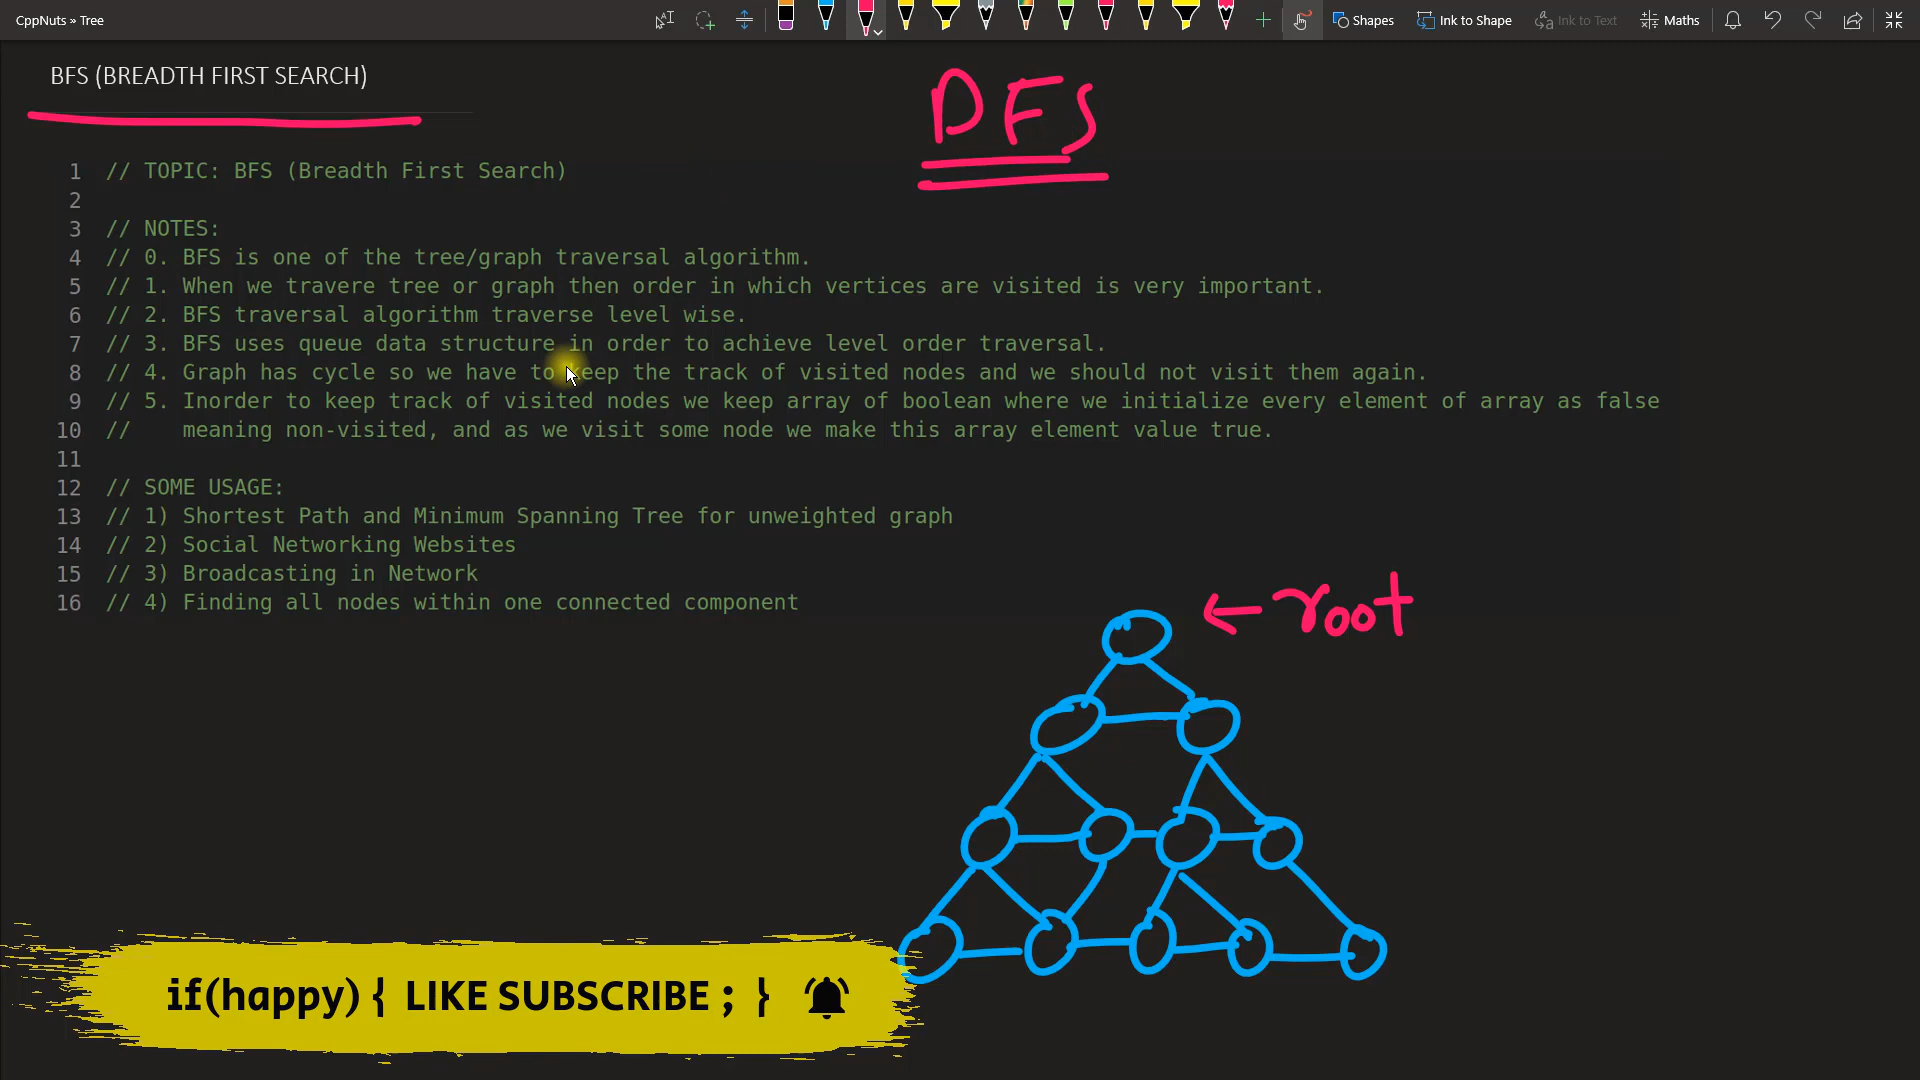 CppNuts » Tree
Shapes
Ink to Shape
Ink to Text
Maths
BFS (BREADTH FIRST SEARCH)
DFS
1 // TOPIC: BFS (Breadth First Search)
2
3 // NOTES:
4 // 0. BFS is one of the tree/graph traversal algorithm.
5 // 1. When we travere tree or graph then order in which vertices are visited is very important.
6 // 2. BFS traversal algorithm traverse level wise.
7 // 3. BFS uses queue data structure in order to achieve level order traversal.
8 // 4. Graph has cycle so we have to keep the track of visited nodes and we should not visit them again.
9 // 5. Inorder to keep track of visited nodes we keep array of boolean where we initialize every element of array as false
10 // meaning non-visited, and as we visit some node we make this array element value true.
11
12 // SOME USAGE:
13 // 1) Shortest Path and Minimum Spanning Tree for unweighted graph
14 // 2) Social Networking Websites
15 // 3) Broadcasting in Network
16 // 4) Finding all nodes within one connected component
← root
if(happy) { LIKE SUBSCRIBE ; }